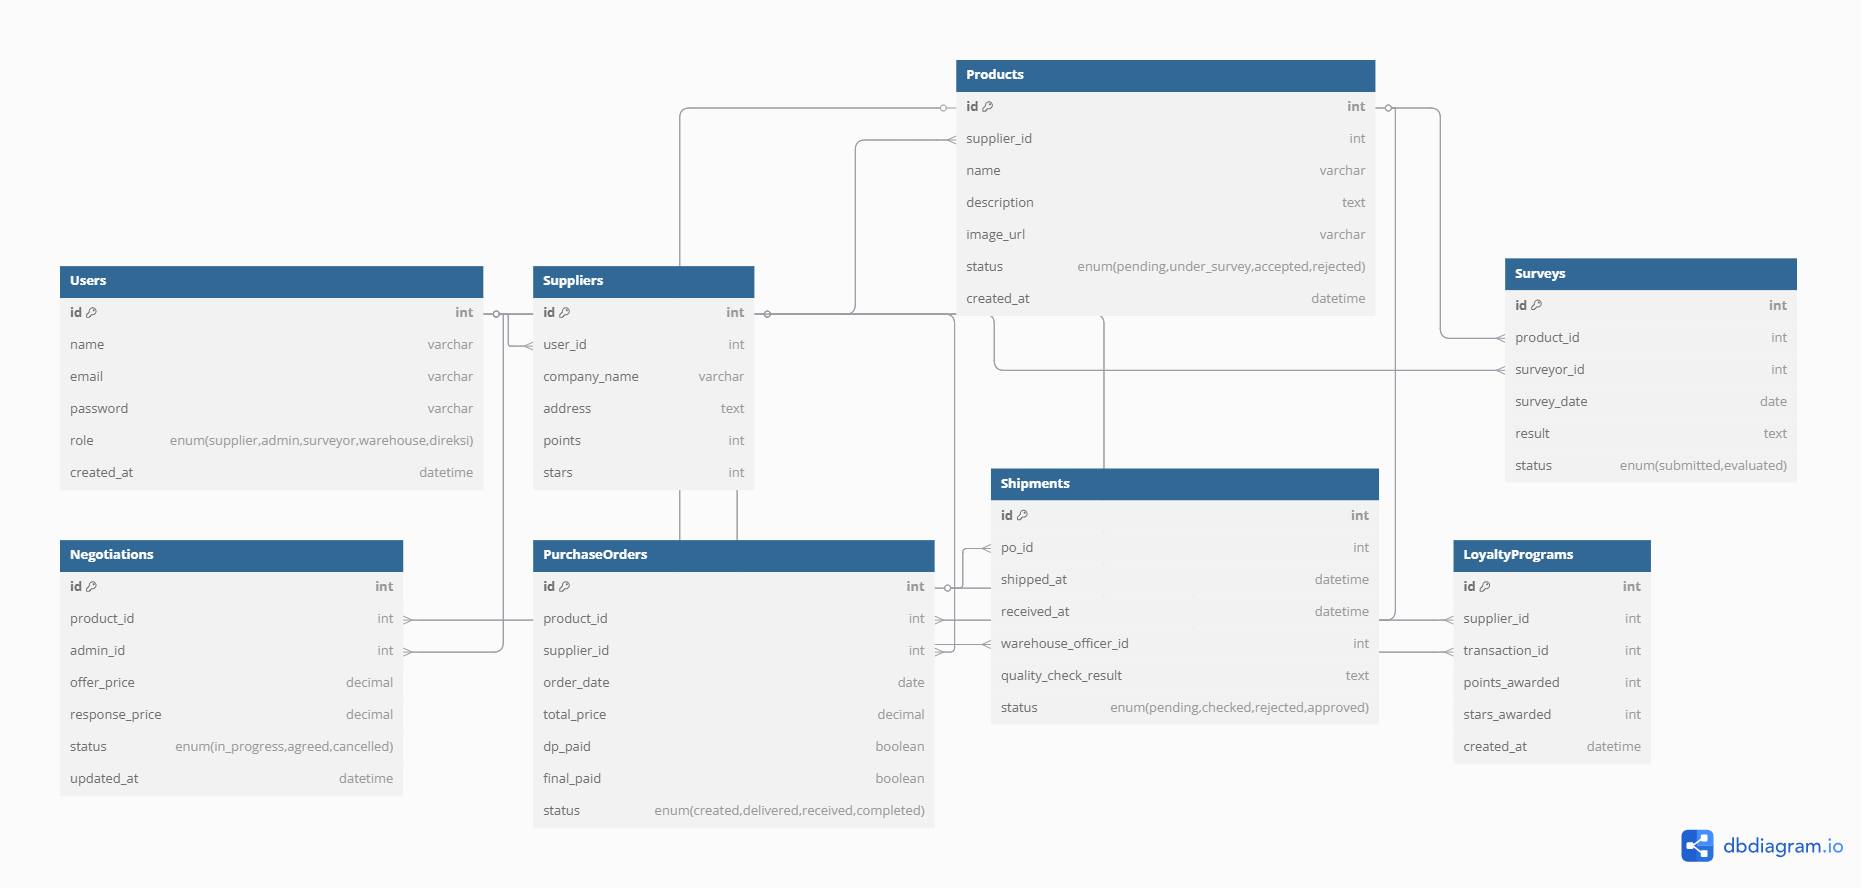 Products
id int
supplier_id int
name varchar
description text
image_url varchar
status enum(pending,under_survey,accepted,rejected)
created_at datetime
Users
id int
name varchar
email varchar
password varchar
role enum(supplier,admin,surveyor,warehouse,direksi)
created_at datetime
Suppliers
id int
user_id int
company_name varchar
address text
points int
stars int
Surveys
id int
product_id int
surveyor_id int
survey_date date
result text
status enum(submitted,evaluated)
Negotiations
id int
product_id int
admin_id int
offer_price decimal
response_price decimal
status enum(in_progress,agreed,cancelled)
updated_at datetime
PurchaseOrders
id int
product_id int
supplier_id int
order_date date
total_price decimal
dp_paid boolean
final_paid boolean
status enum(created,delivered,received,completed)
Shipments
id int
po_id int
shipped_at datetime
received_at datetime
warehouse_officer_id int
quality_check_result text
status enum(pending,checked,rejected,approved)
LoyaltyPrograms
id int
supplier_id int
transaction_id int
points_awarded int
stars_awarded int
created_at datetime
dbdiagram.io